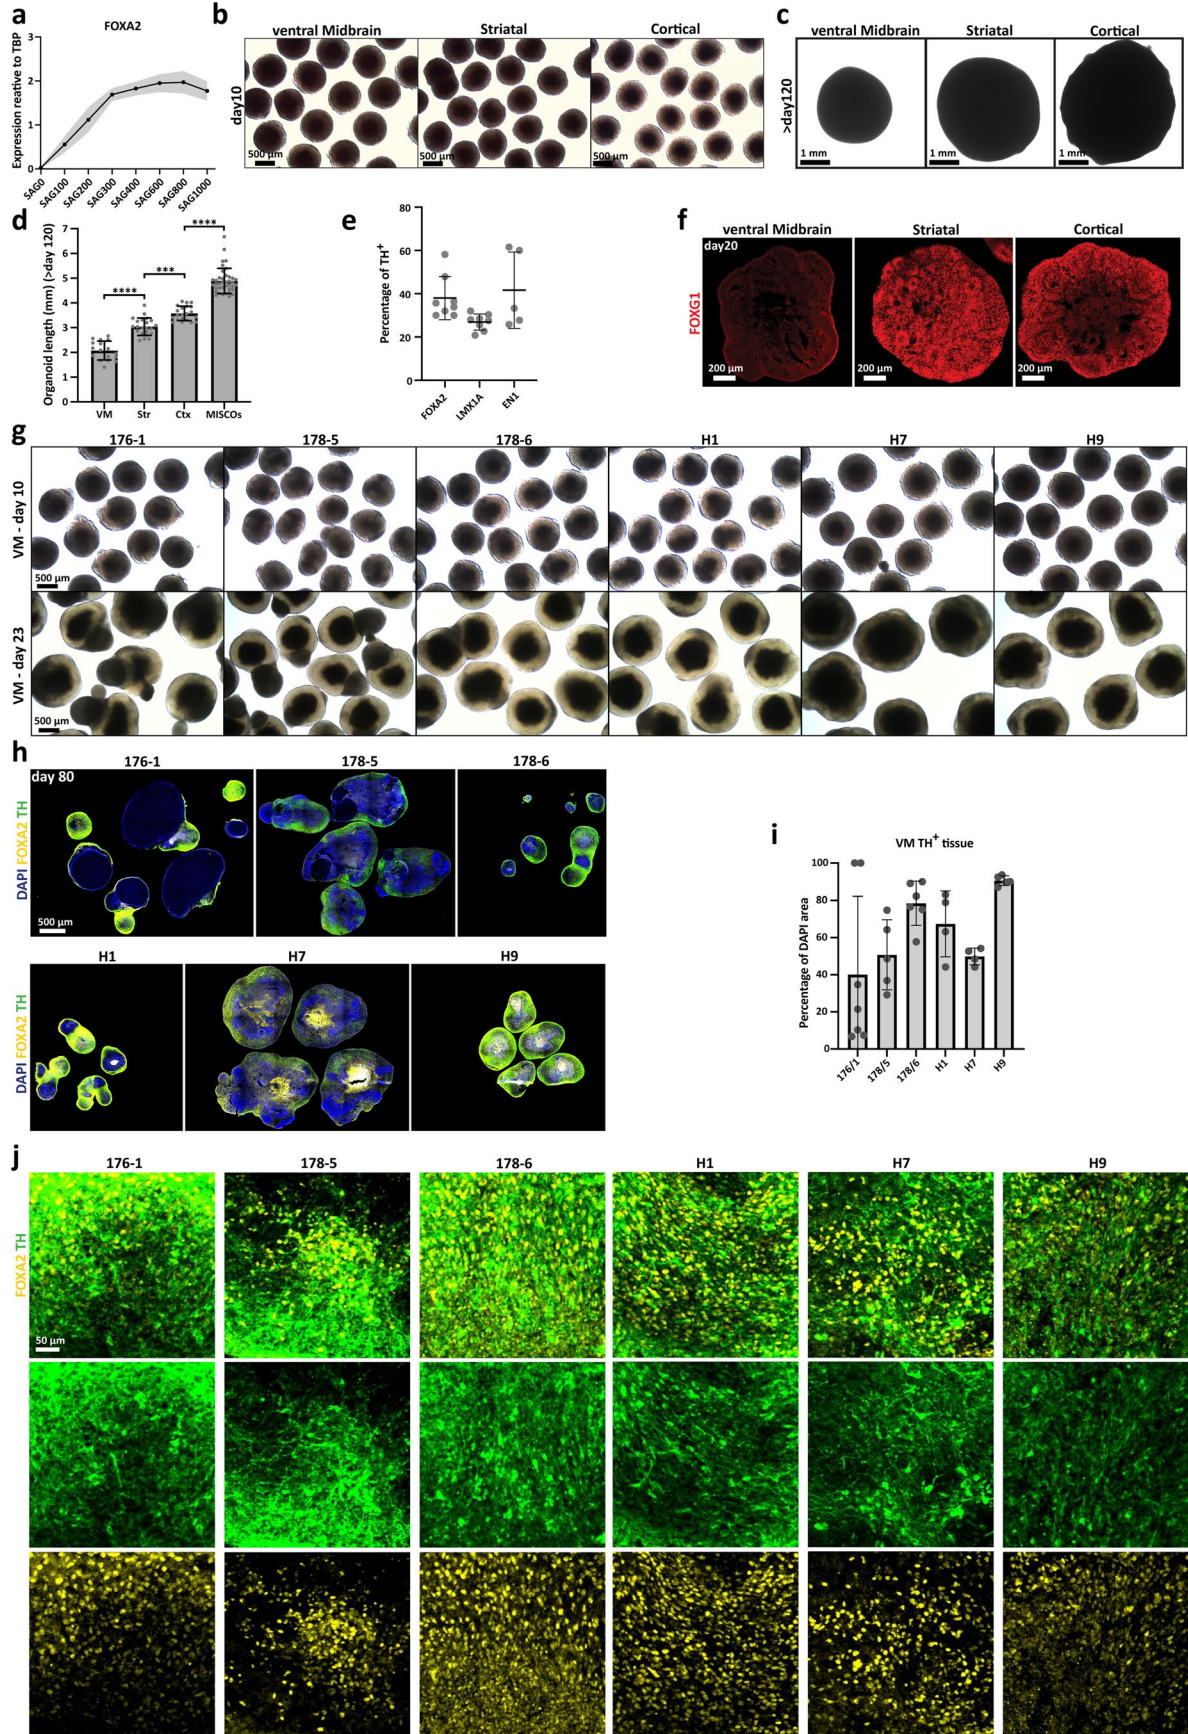 a
FOXA2
Expression reative to TBP
3
2
1
0
SAG0
SAG100
SAG200
SAG300
SAG400
SAG600
SAG800
SAG1000
b
ventral Midbrain
Striatal
Cortical
day10
500 µm
500 µm
500 µm
c
ventral Midbrain
Striatal
Cortical
>day120
1 mm
1 mm
1 mm
d
Organoid length (mm) (>day 120)
7
6
5
4
3
2
1
0
****
***
****
VM
Str
Ctx
MISCOs
e
Percentage of TH+
80
60
40
20
0
FOXA2
LMX1A
EN1
f
ventral Midbrain
Striatal
Cortical
day20
FOXG1
200 µm
200 µm
200 µm
g
176-1
178-5
178-6
H1
H7
H9
VM - day 10
500 µm
VM - day 23
500 µm
h
176-1
178-5
178-6
day 80
DAPI FOXA2 TH
500 µm
H1
H7
H9
DAPI FOXA2 TH
i
VM TH+ tissue
Percentage of DAPI area
100
80
60
40
20
0
176/1
178/5
178/6
H1
H7
H9
j
176-1
178-5
178-6
H1
H7
H9
FOXA2 TH
50 µm